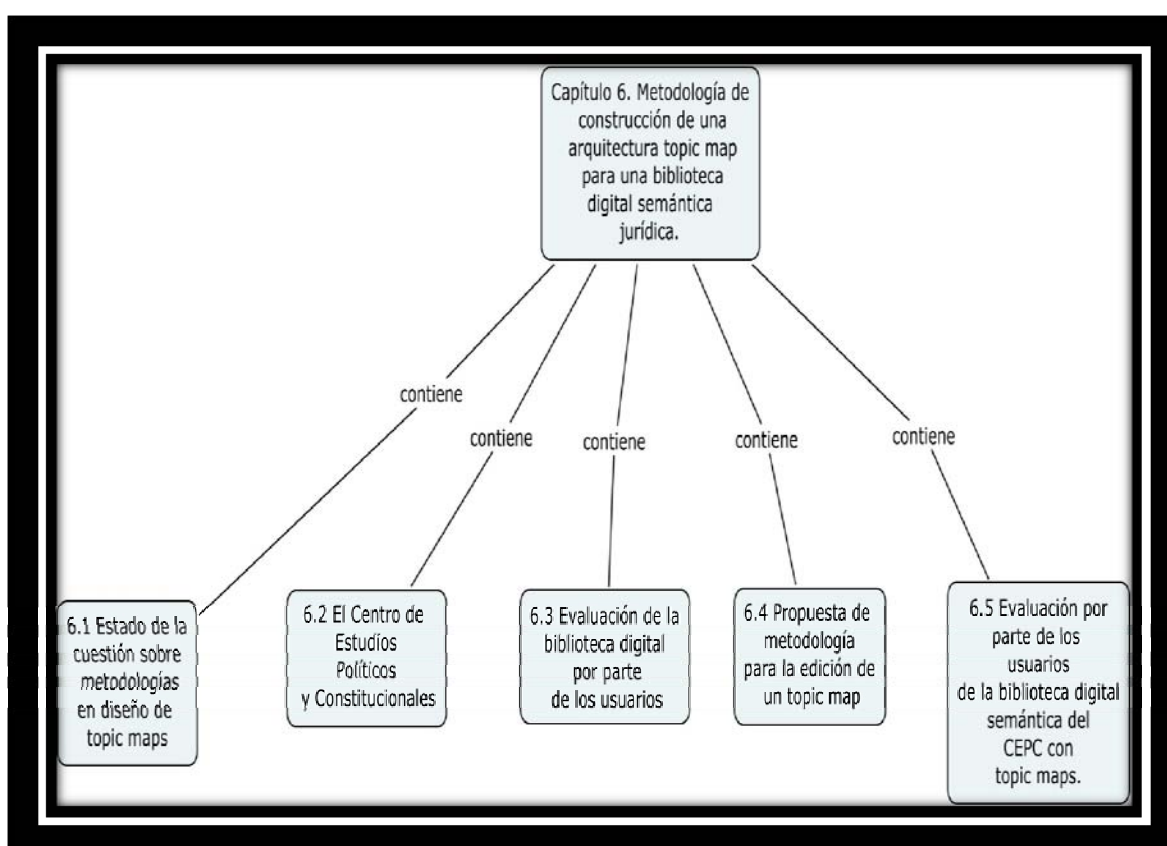 Capítulo 6. Metodología de
construcción de una
arquitectura topic map
para una biblioteca
digital semántica
jurídica.
contiene
contiene
contiene
contiene
contiene
6.1 Estado de la
cuestión sobre
metodologías
en diseño de
topic maps
6.2 El Centro de
Estudios
Políticos
y Constitucionales
6.3 Evaluación de la
biblioteca digital
por parte
de los usuarios
6.4 Propuesta de
metodología
para la edición de
un topic map
6.5 Evaluación por
parte de los
usuarios
de la biblioteca digital
semántica del
CEPC con
topic maps.